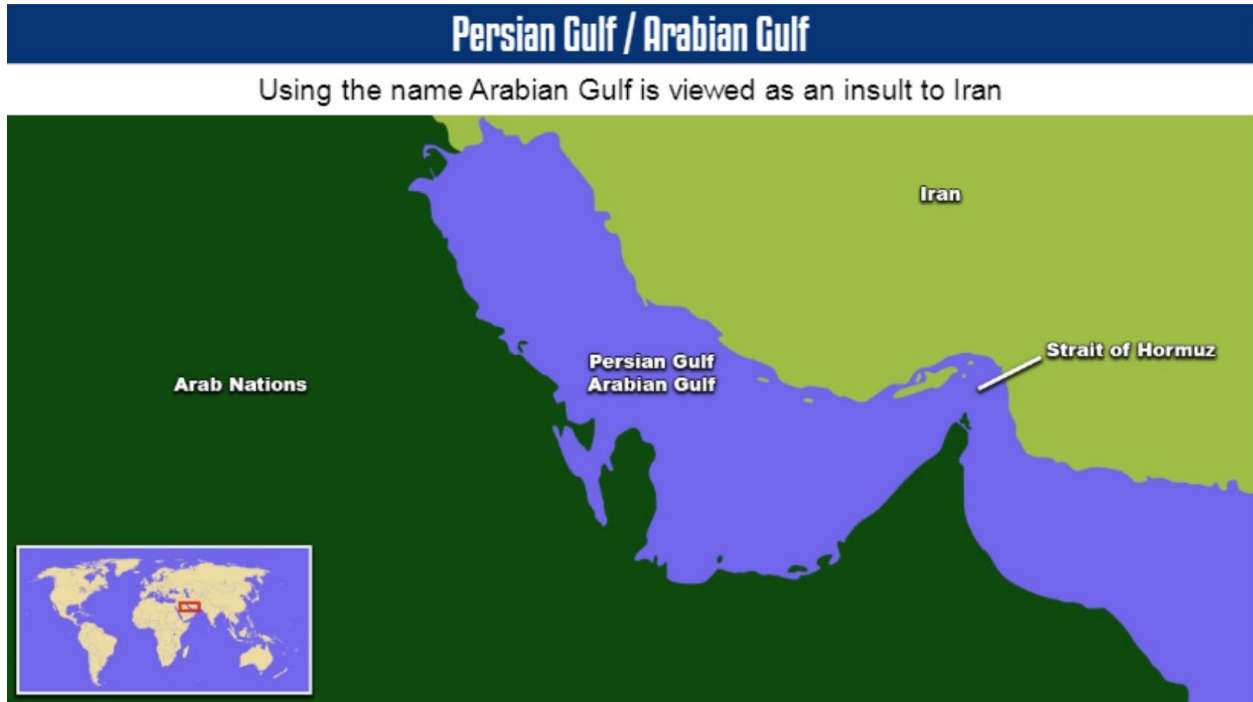 Persian Gulf / Arabian Gulf
Using the name Arabian Gulf is viewed as an insult to Iran
Iran
Strait of Hormuz
Persian Gulf
Arabian Gulf
Arab Nations